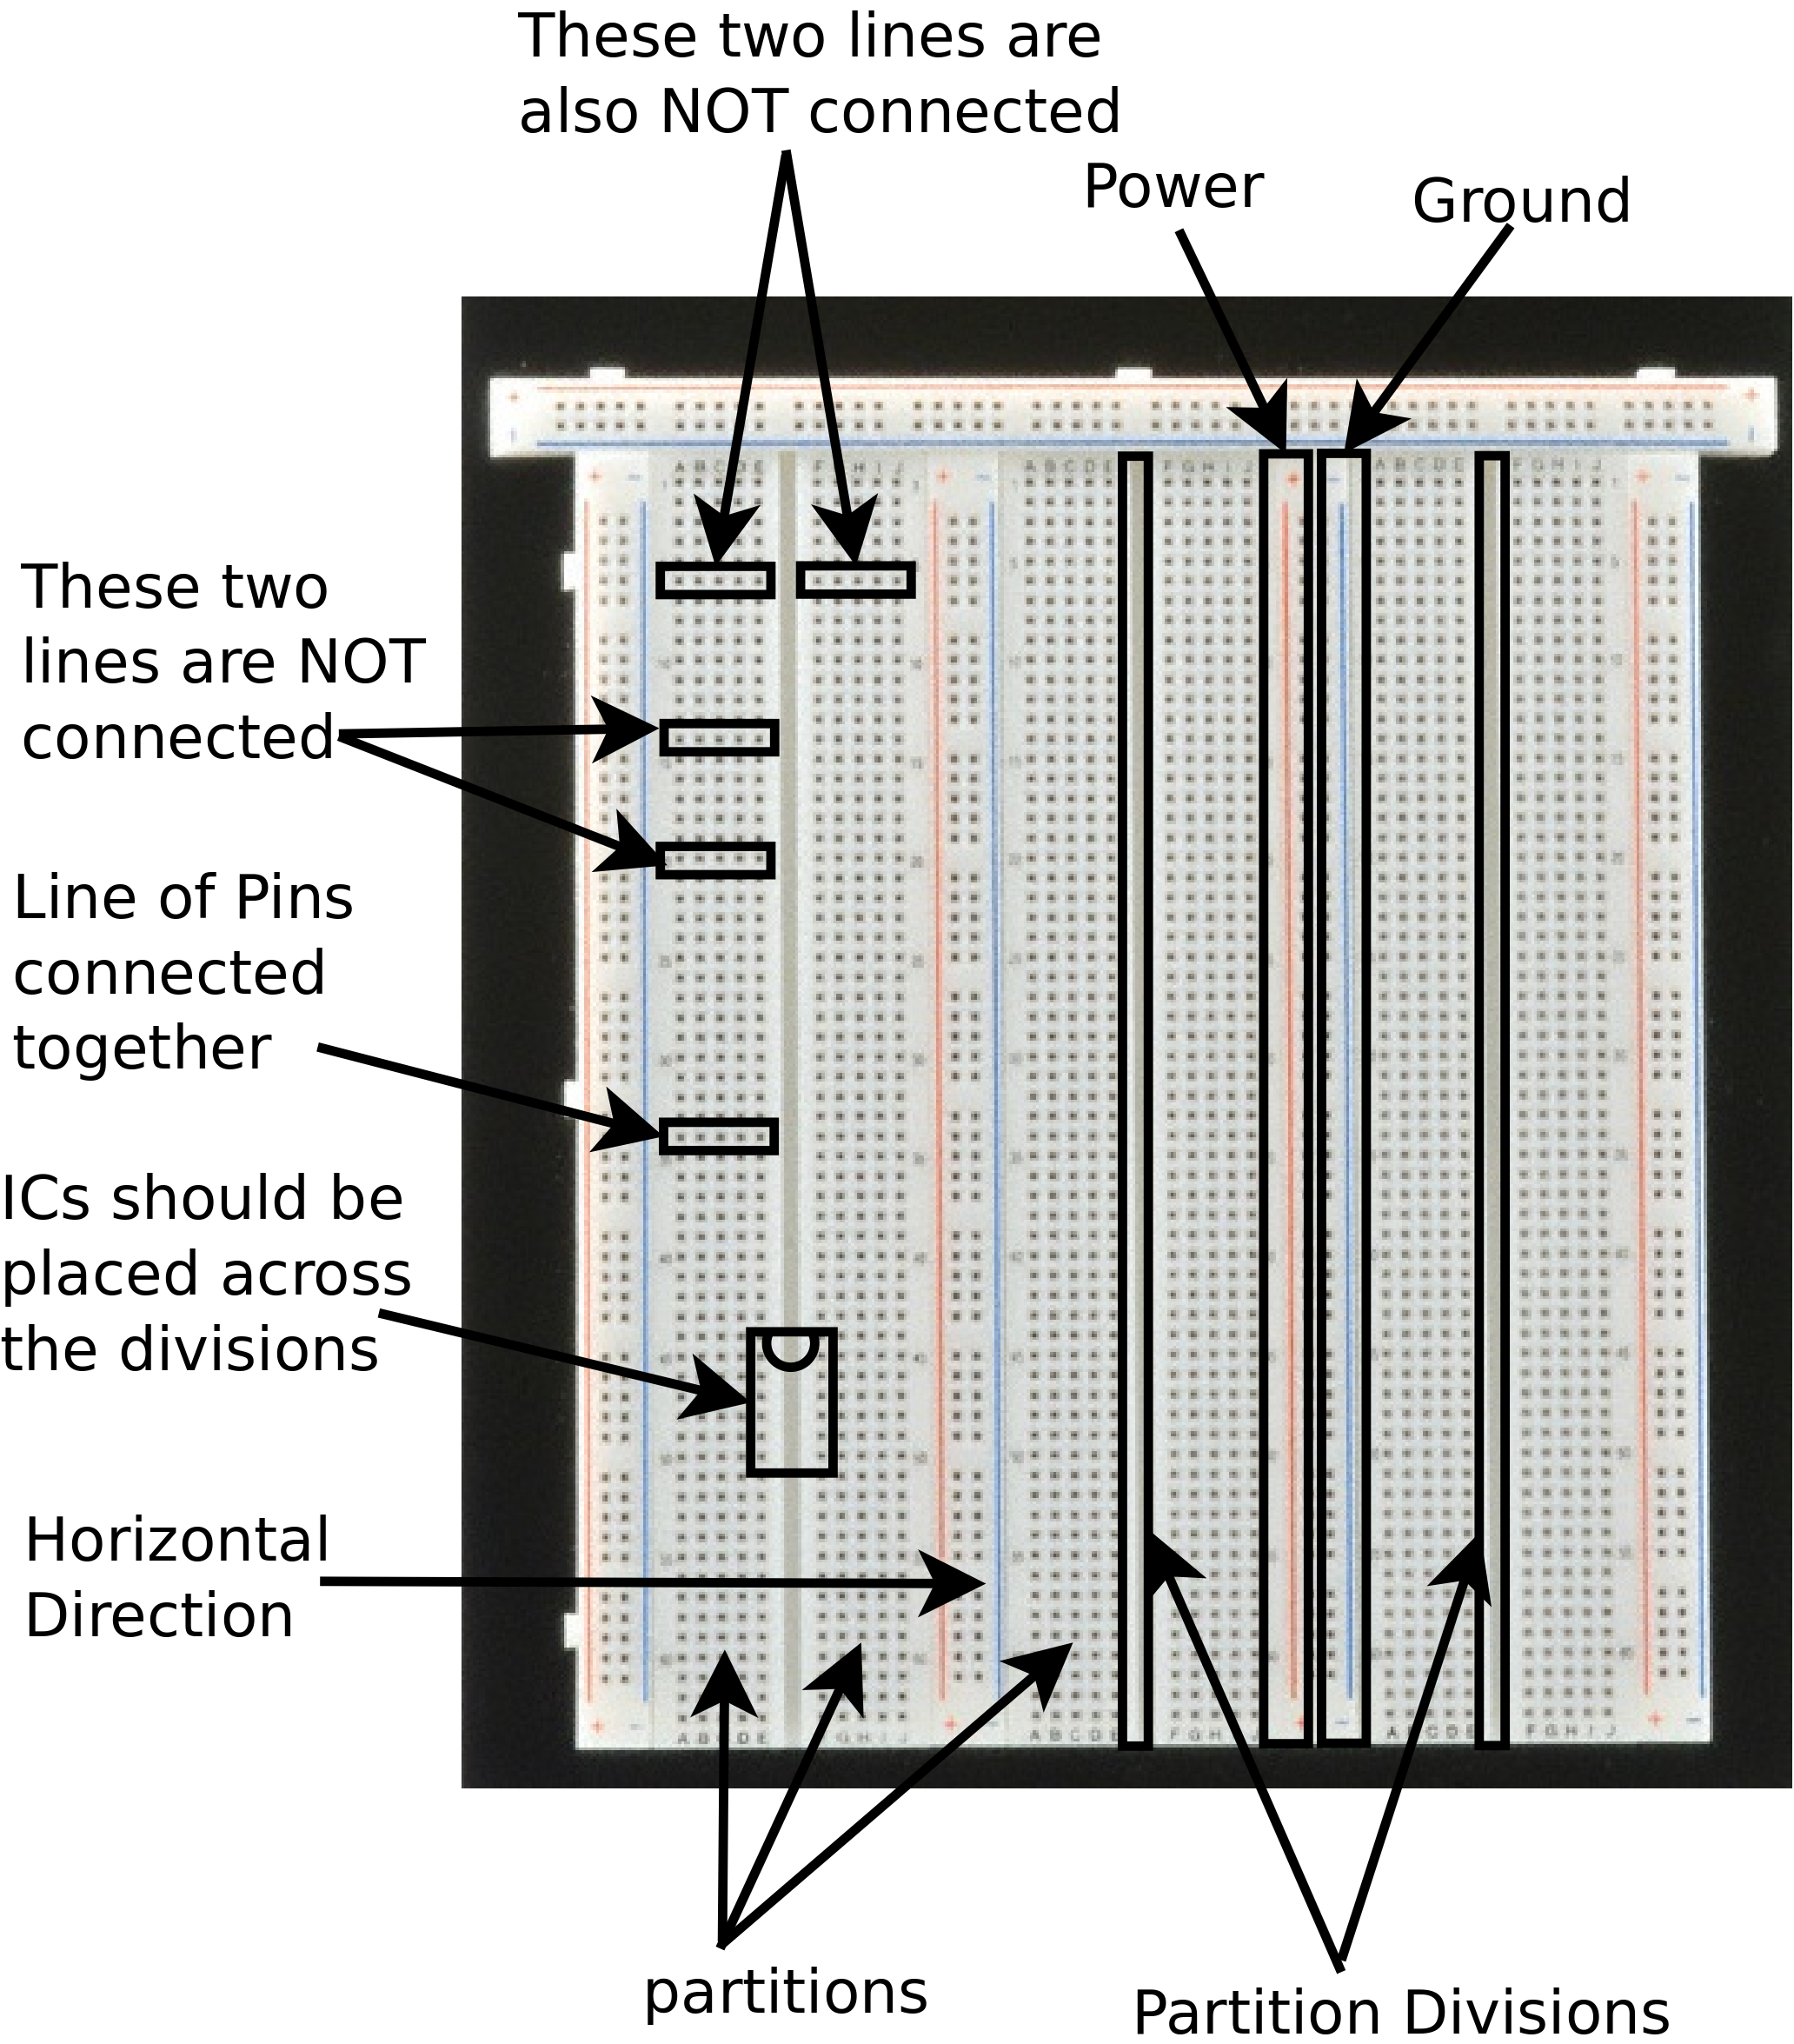 These two lines are
also NOT connected
Power
Ground
These two
lines are NOT
connected
Line of Pins
connected
together
ICs should be
placed across
the divisions
Horizontal
Direction
partitions
Partition Divisions
A B C D E
F G H I J
A B C D E
F G H I J
A B C D E
F G H I J